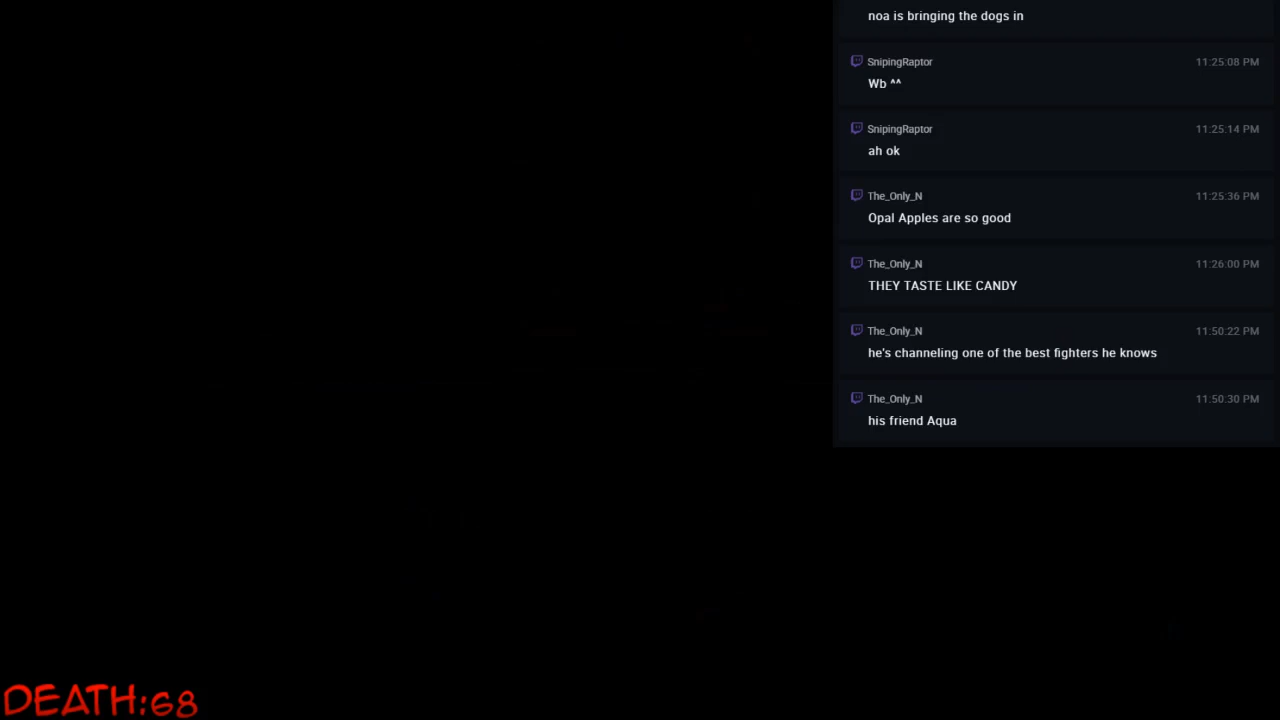 noa is bringing the dogs in
SnipingRaptor 11:25:08 PM
Wb ^^
SnipingRaptor 11:25:14 PM
ah ok
The_Only_N 11:25:36 PM
Opal Apples are so good
The_Only_N 11:26:00 PM
THEY TASTE LIKE CANDY
The_Only_N 11:50:22 PM
he's channeling one of the best fighters he knows
The_Only_N 11:50:30 PM
his friend Aqua
DEATH:68